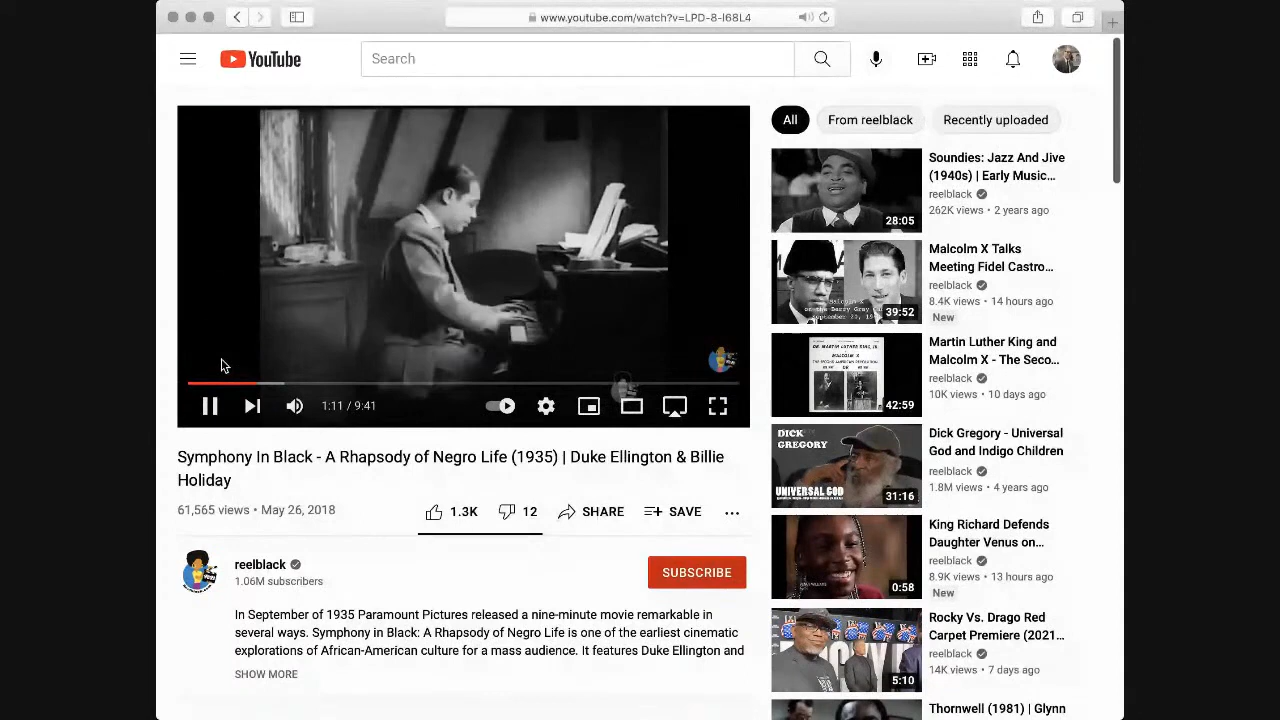 www.youtube.com/watch?v=LPD-8-l68L4
YouTube
Search
All
From reelblack
Recently uploaded
1:11 / 9:41
Symphony In Black - A Rhapsody of Negro Life (1935) | Duke Ellington & Billie
Holiday
61,565 views • May 26, 2018
1.3K
12
SHARE
SAVE
reelblack
1.06M subscribers
SUBSCRIBE
In September of 1935 Paramount Pictures released a nine-minute movie remarkable in
several ways. Symphony in Black: A Rhapsody of Negro Life is one of the earliest cinematic
explorations of African-American culture for a mass audience. It features Duke Ellington and
SHOW MORE
28:05
Soundies: Jazz And Jive
(1940s) | Early Music...
reelblack
262K views • 2 years ago
39:52
Malcolm X Talks
Meeting Fidel Castro...
reelblack
8.4K views • 14 hours ago
New
42:59
Martin Luther King and
Malcolm X - The Seco...
reelblack
10K views • 10 days ago
DICK
GREGORY
UNIVERSAL GOD
31:16
Dick Gregory - Universal
God and Indigo Children
reelblack
1.8M views • 4 years ago
0:58
King Richard Defends
Daughter Venus on...
reelblack
8.9K views • 13 hours ago
New
5:10
Rocky Vs. Drago Red
Carpet Premiere (2021...
reelblack
14K views • 7 days ago
Thornwell (1981) | Glynn